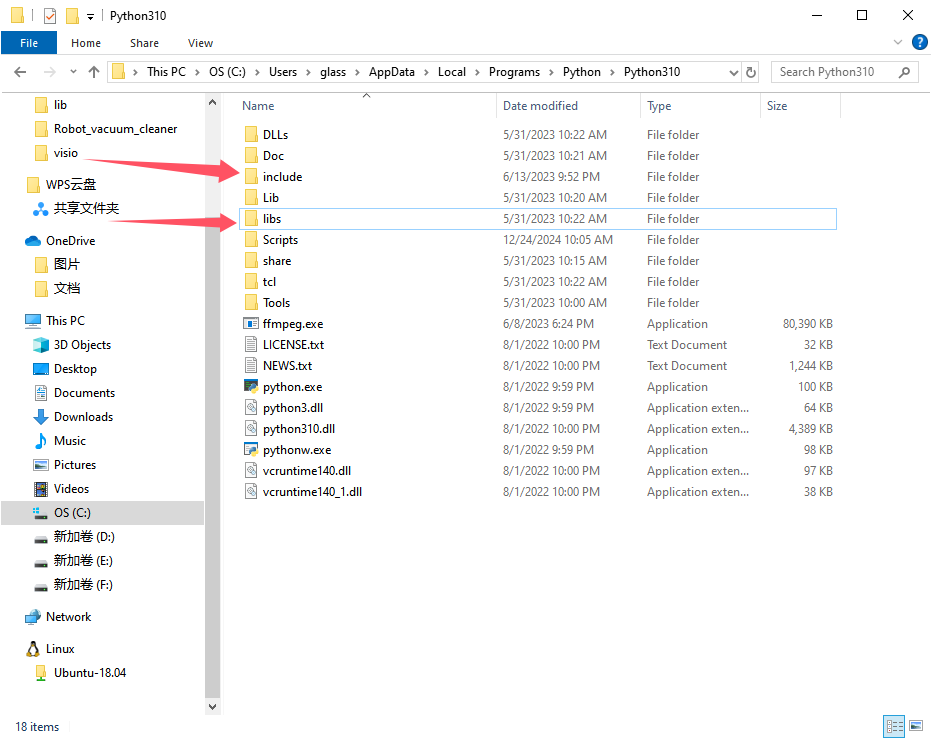 Python310
File Home Share View
This PC OS (C:) Users glass AppData Local Programs Python Python310 Search Python310
lib
Robot_vacuum_cleaner
visio
WPS云盘
共享文件夹
OneDrive
图片
文档
This PC
3D Objects
Desktop
Documents
Downloads
Music
Pictures
Videos
OS (C:)
新加卷 (D:)
新加卷 (E:)
新加卷 (F:)
Network
Linux
Ubuntu-18.04
Name Date modified Type Size
DLLs 5/31/2023 10:22 AM File folder
Doc 5/31/2023 10:21 AM File folder
include 6/13/2023 9:52 PM File folder
Lib 5/31/2023 10:20 AM File folder
libs 5/31/2023 10:22 AM File folder
Scripts 12/24/2024 10:05 AM File folder
share 5/31/2023 10:15 AM File folder
tcl 5/31/2023 10:22 AM File folder
Tools 5/31/2023 10:00 AM File folder
ffmpeg.exe 6/8/2023 6:24 PM Application 80,390 KB
LICENSE.txt 8/1/2022 10:00 PM Text Document 32 KB
NEWS.txt 8/1/2022 10:00 PM Text Document 1,244 KB
python.exe 8/1/2022 9:59 PM Application 100 KB
python3.dll 8/1/2022 9:59 PM Application exten... 64 KB
python310.dll 8/1/2022 10:00 PM Application exten... 4,389 KB
pythonw.exe 8/1/2022 9:59 PM Application 98 KB
vcruntime140.dll 8/1/2022 10:00 PM Application exten... 97 KB
vcruntime140_1.dll 8/1/2022 10:00 PM Application exten... 38 KB
18 items